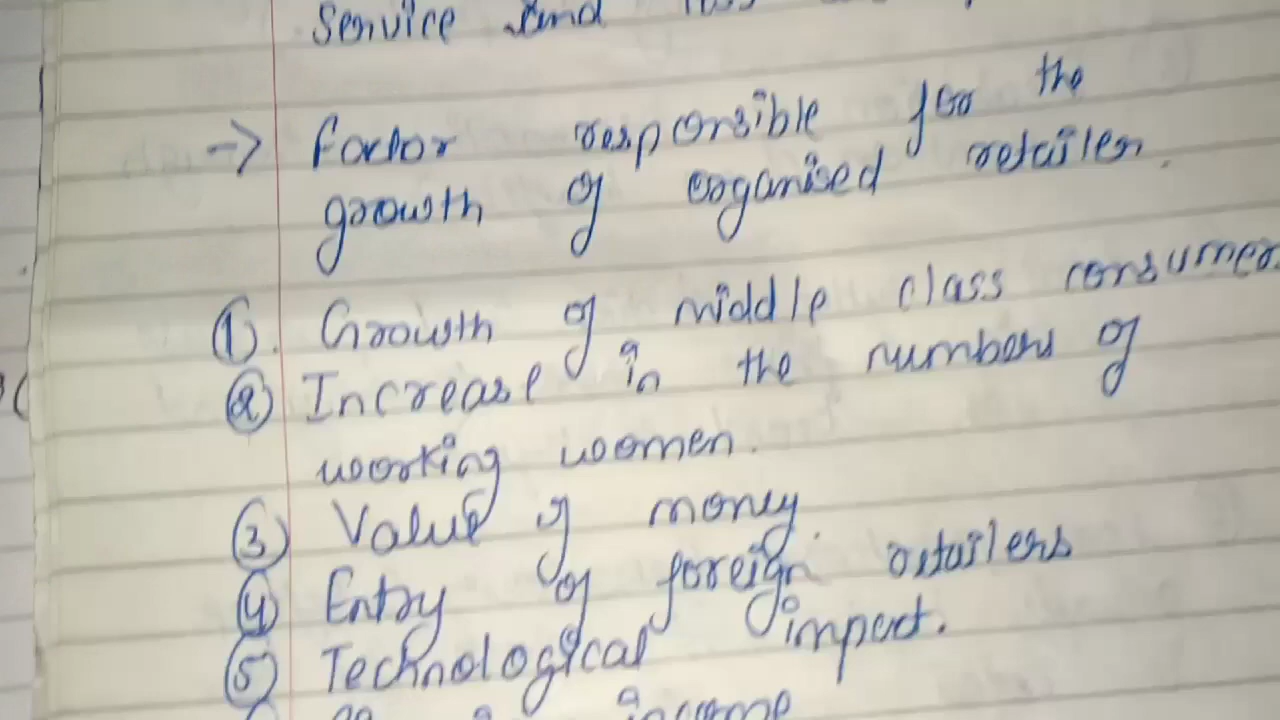 Service and
→ factor responsible for the
growth of organised retailer.
① Growth of middle class consumer.
② Increase in the numbers of
working women.
③ Value of money.
④ Entry of foreign retailers
⑤ Technological impact.
income